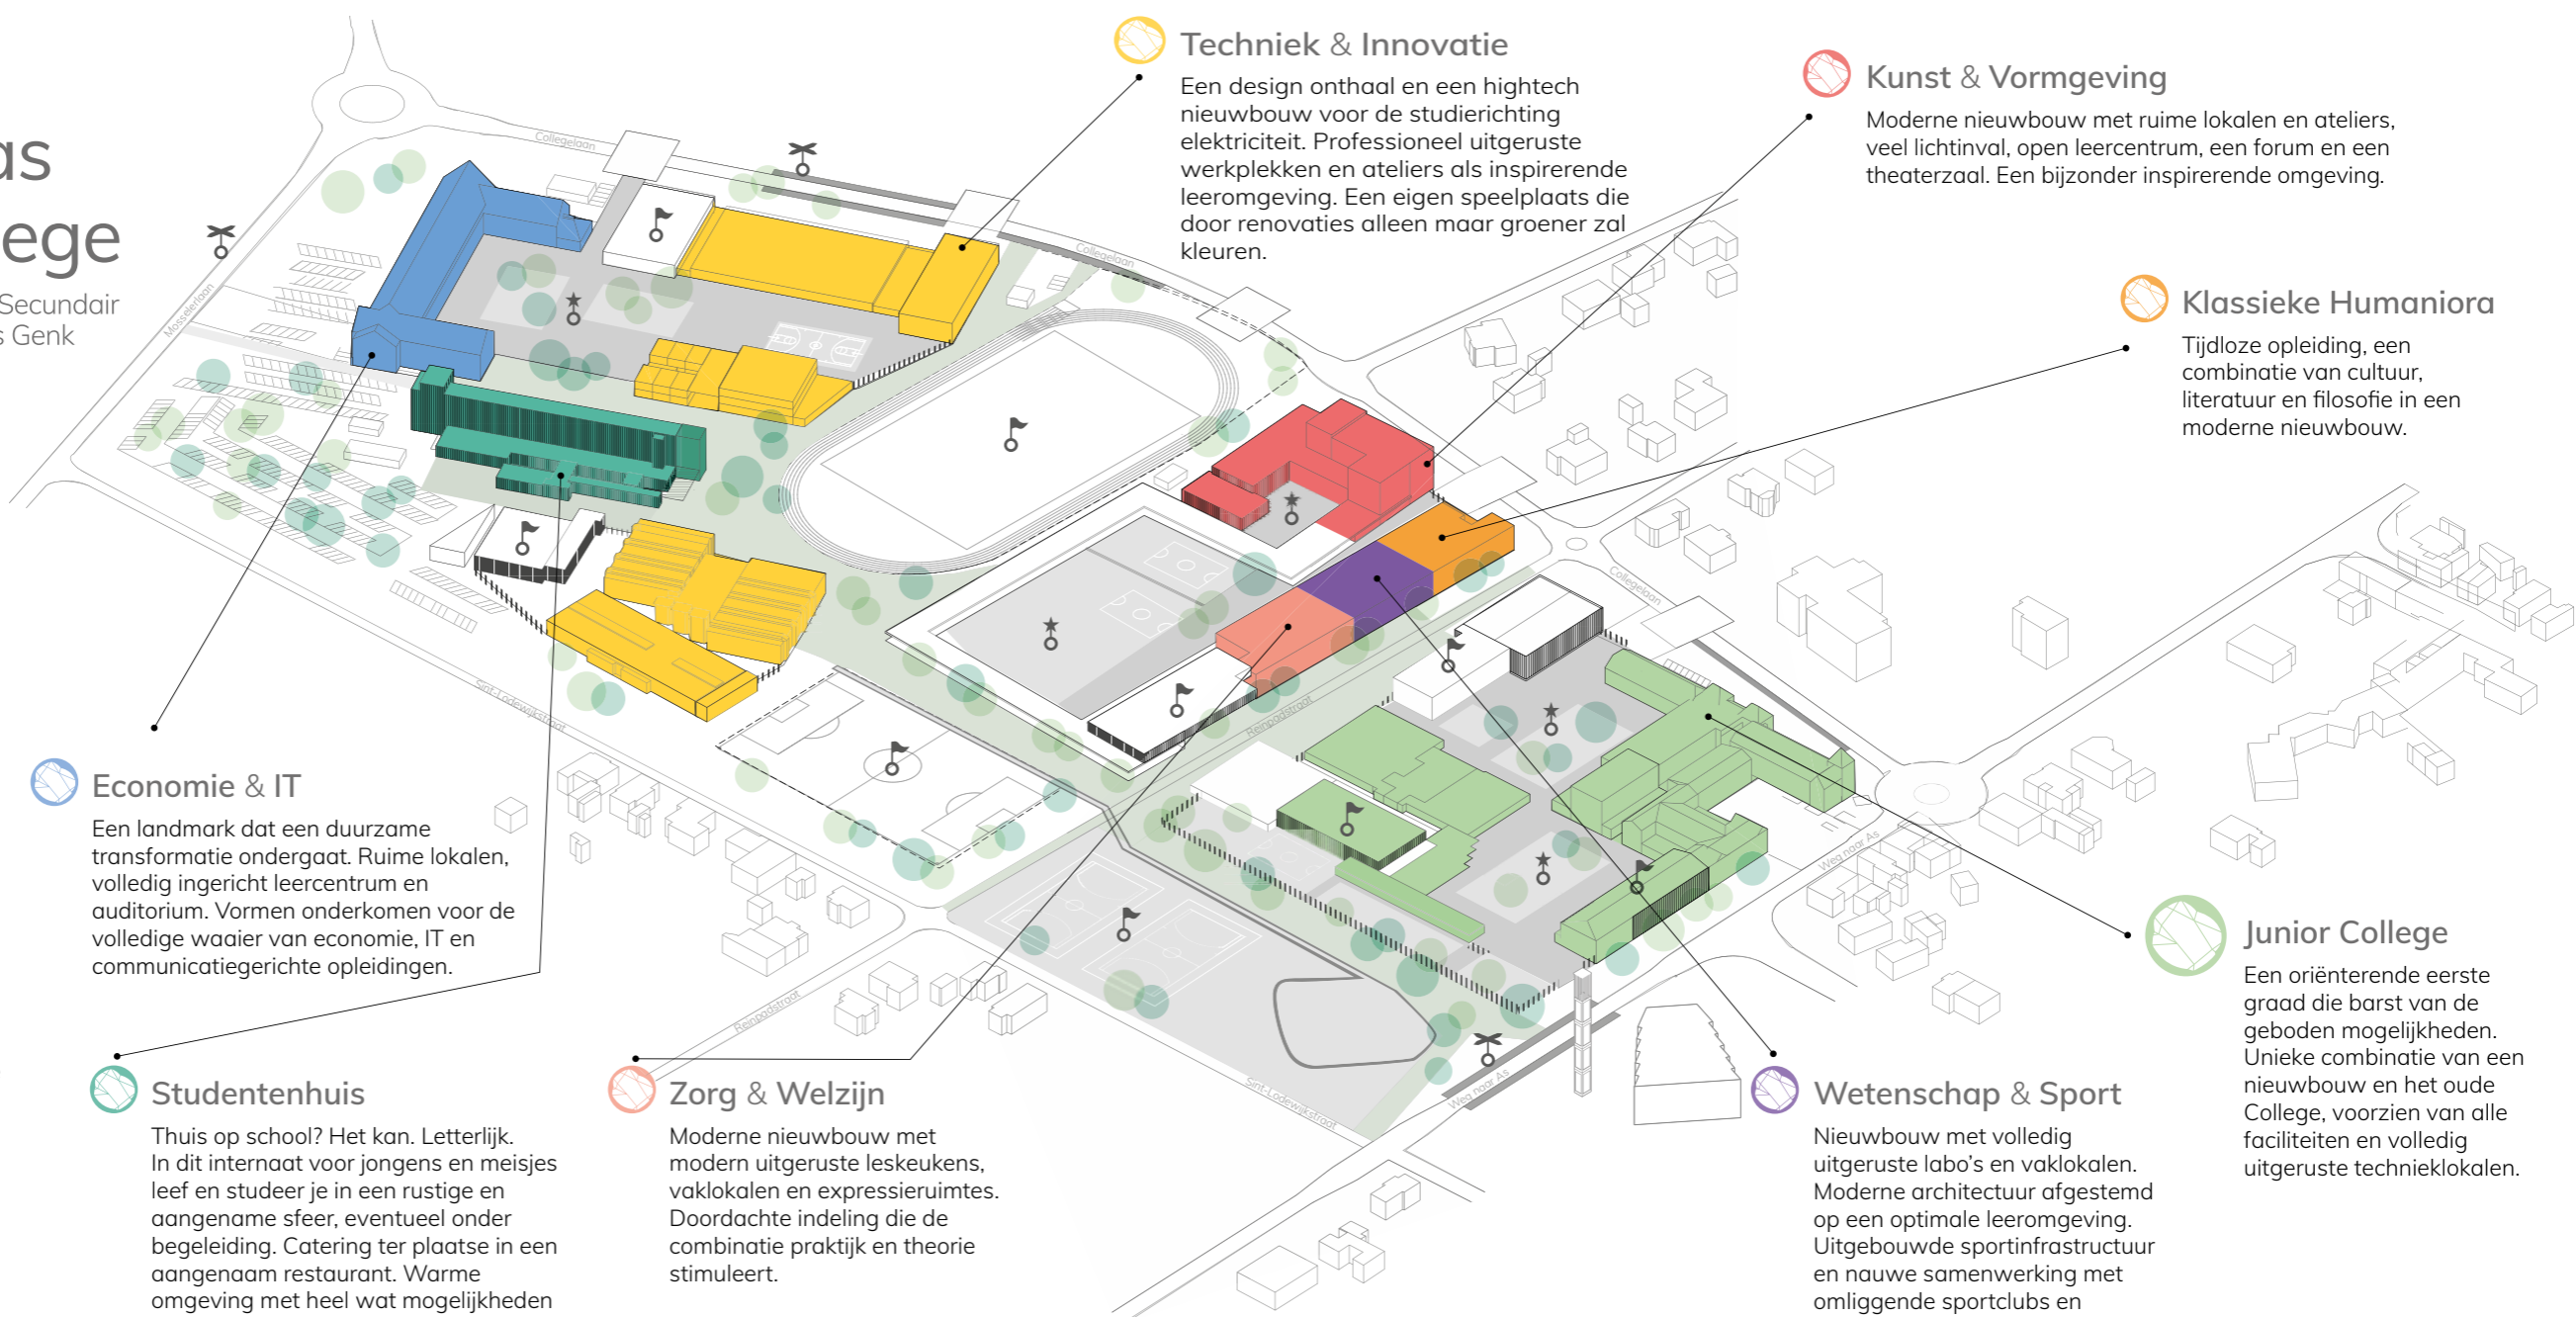 as
ege
Secundair
s Genk
Techniek & Innovatie
Een design onthaal en een hightech
nieuwbouw voor de studierichting
elektriciteit. Professioneel uitgeruste
werkplekken en ateliers als inspirerende
leeromgeving. Een eigen speelplaats die
door renovaties alleen maar groener zal
kleuren.
Kunst & Vormgeving
Moderne nieuwbouw met ruime lokalen en ateliers,
veel lichtinval, open leercentrum, een forum en een
theaterzaal. Een bijzonder inspirerende omgeving.
Klassieke Humaniora
Tijdloze opleiding, een
combinatie van cultuur,
literatuur en filosofie in een
moderne nieuwbouw.
Collegelaan
Collegelaan
Mosselerlaan
Collegelaan
Reinpadstraat
Sint-Lodewijkstraat
Weg naar As
Reinpadstraat
Sint-Lodewijkstraat
Weg naar As
Economie & IT
Een landmark dat een duurzame
transformatie ondergaat. Ruime lokalen,
volledig ingericht leercentrum en
auditorium. Vormen onderkomen voor de
volledige waaier van economie, IT en
communicatiegerichte opleidingen.
Junior College
Een oriënterende eerste
graad die barst van de
geboden mogelijkheden.
Unieke combinatie van een
nieuwbouw en het oude
College, voorzien van alle
faciliteiten en volledig
uitgeruste technieklokalen.
Studentenhuis
Thuis op school? Het kan. Letterlijk.
In dit internaat voor jongens en meisjes
leef en studeer je in een rustige en
aangename sfeer, eventueel onder
begeleiding. Catering ter plaatse in een
aangenaam restaurant. Warme
omgeving met heel wat mogelijkheden
Zorg & Welzijn
Moderne nieuwbouw met
modern uitgeruste leskeukens,
vaklokalen en expressieruimtes.
Doordachte indeling die de
combinatie praktijk en theorie
stimuleert.
Wetenschap & Sport
Nieuwbouw met volledig
uitgeruste labo's en vaklokalen.
Moderne architectuur afgestemd
op een optimale leeromgeving.
Uitgebouwde sportinfrastructuur
en nauwe samenwerking met
omliggende sportclubs en